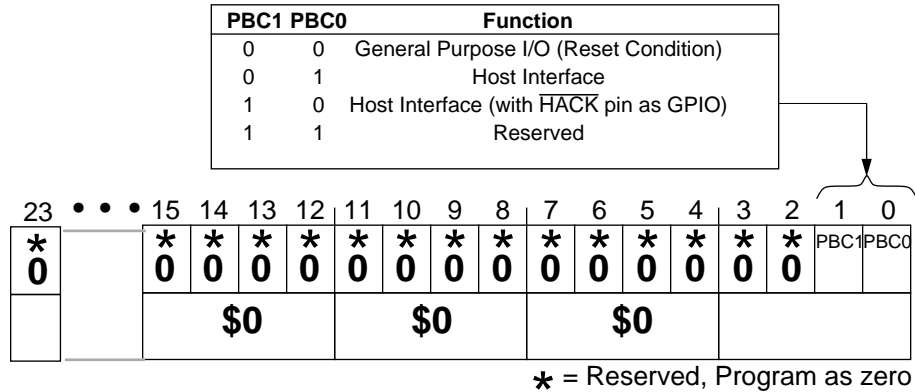 PBC1 PBC0 Function
0 0 General Purpose I/O (Reset Condition)
0 1 Host Interface
1 0 Host Interface (with HACK pin as GPIO)
1 1 Reserved
23 • • • 15 14 13 12 11 10 9 8 7 6 5 4 3 2 1 0
* * * * * * * * * * * * * * * PBC1 PBC0
0 0 0 0 0 0 0 0 0 0 0 0 0 0 0
$0 $0 $0
* = Reserved, Program as zero